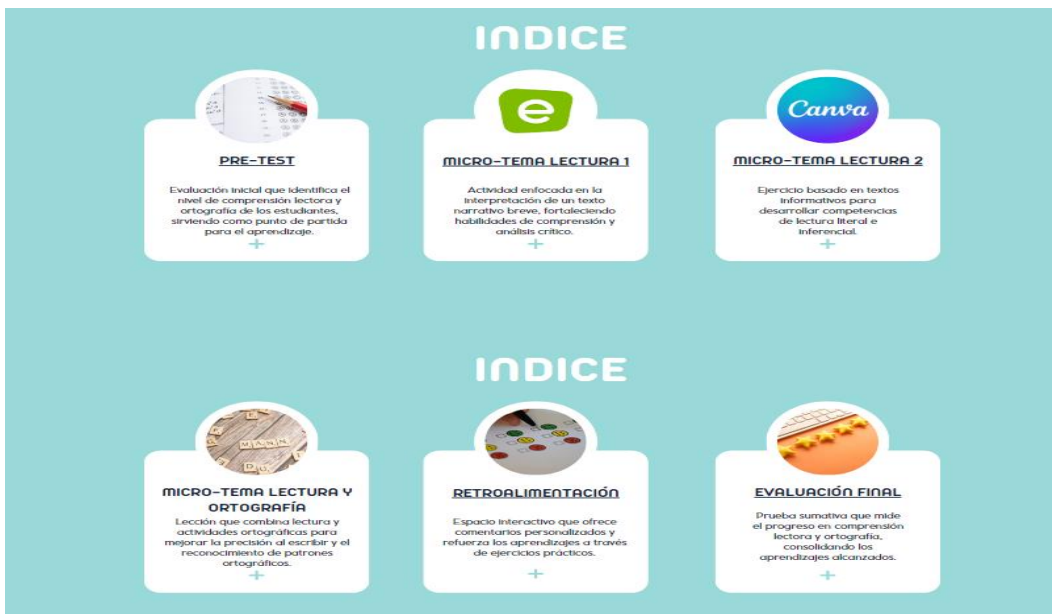 INDICE
e
Canva
PRE-TEST
Evaluación inicial que identifica el
nivel de comprensión lectora y
ortografía de los estudiantes,
sirviendo como punto de partida
para el aprendizaje.
+
MICRO-TEMA LECTURA 1
Actividad enfocada en la
interpretación de un texto
narrativo breve, fortaleciendo
habilidades de comprensión y
análisis crítico.
+
MICRO-TEMA LECTURA 2
Ejercicio basado en textos
informativos para
desarrollar competencias
de lectura literal e
inferencial.
+
INDICE
MANN
DU
MICRO-TEMA LECTURA Y
ORTOGRAFÍA
Lección que combina lectura y
actividades ortográficas para
mejorar la precisión al escribir y el
reconocimiento de patrones
ortográficos.
+
RETROALIMENTACIÓN
Espacio interactivo que ofrece
comentarios personalizados y
refuerza los aprendizajes a través
de ejercicios prácticos.
+
EVALUACIÓN FINAL
Prueba sumativa que mide
el progreso en comprensión
lectora y ortografía,
consolidando los
aprendizajes alcanzados.
+